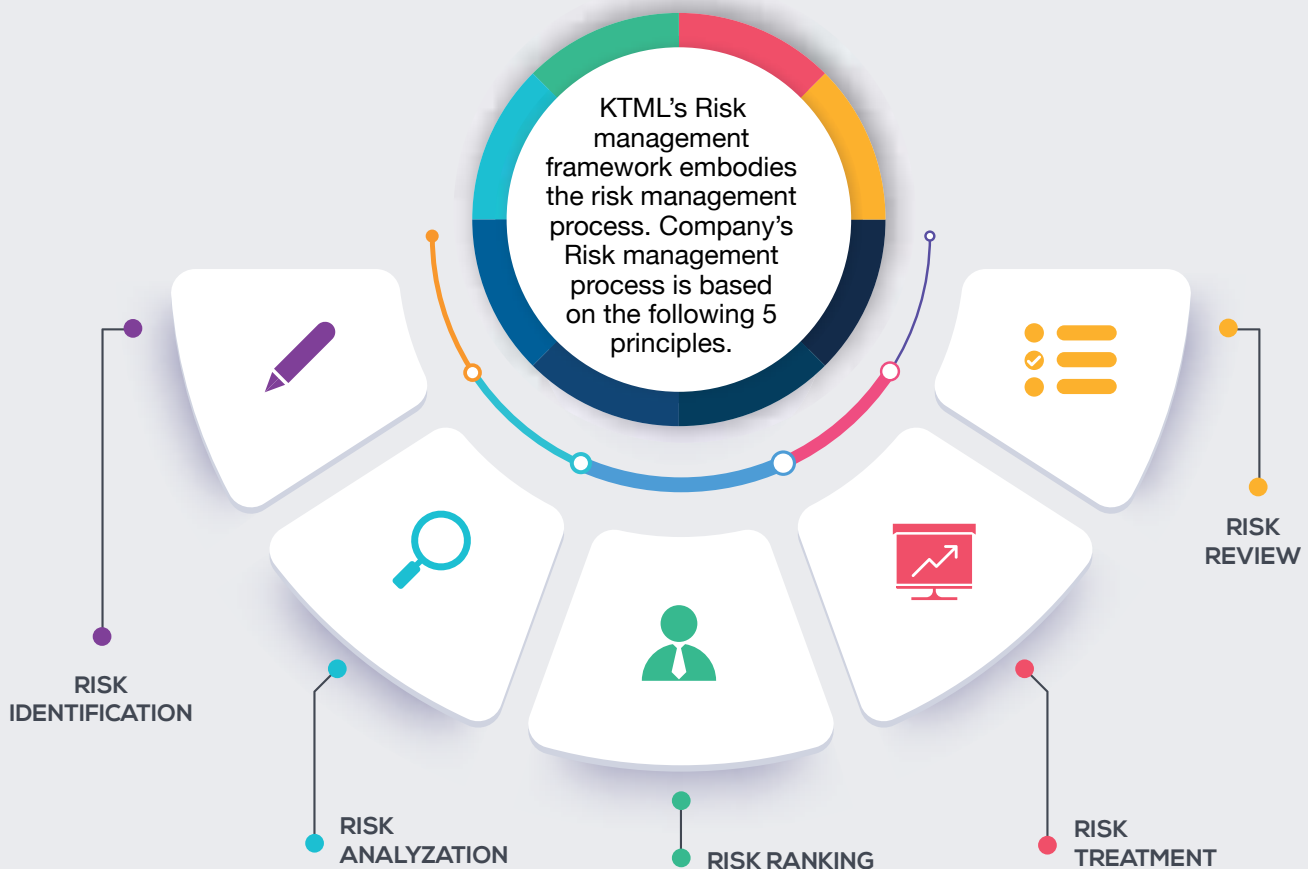 KTML's Risk
management
framework embodies
the risk management
process. Company's
Risk management
process is based
on the following 5
principles.
RISK
IDENTIFICATION
RISK
ANALYZATION
RISK RANKING
RISK
TREATMENT
RISK
REVIEW